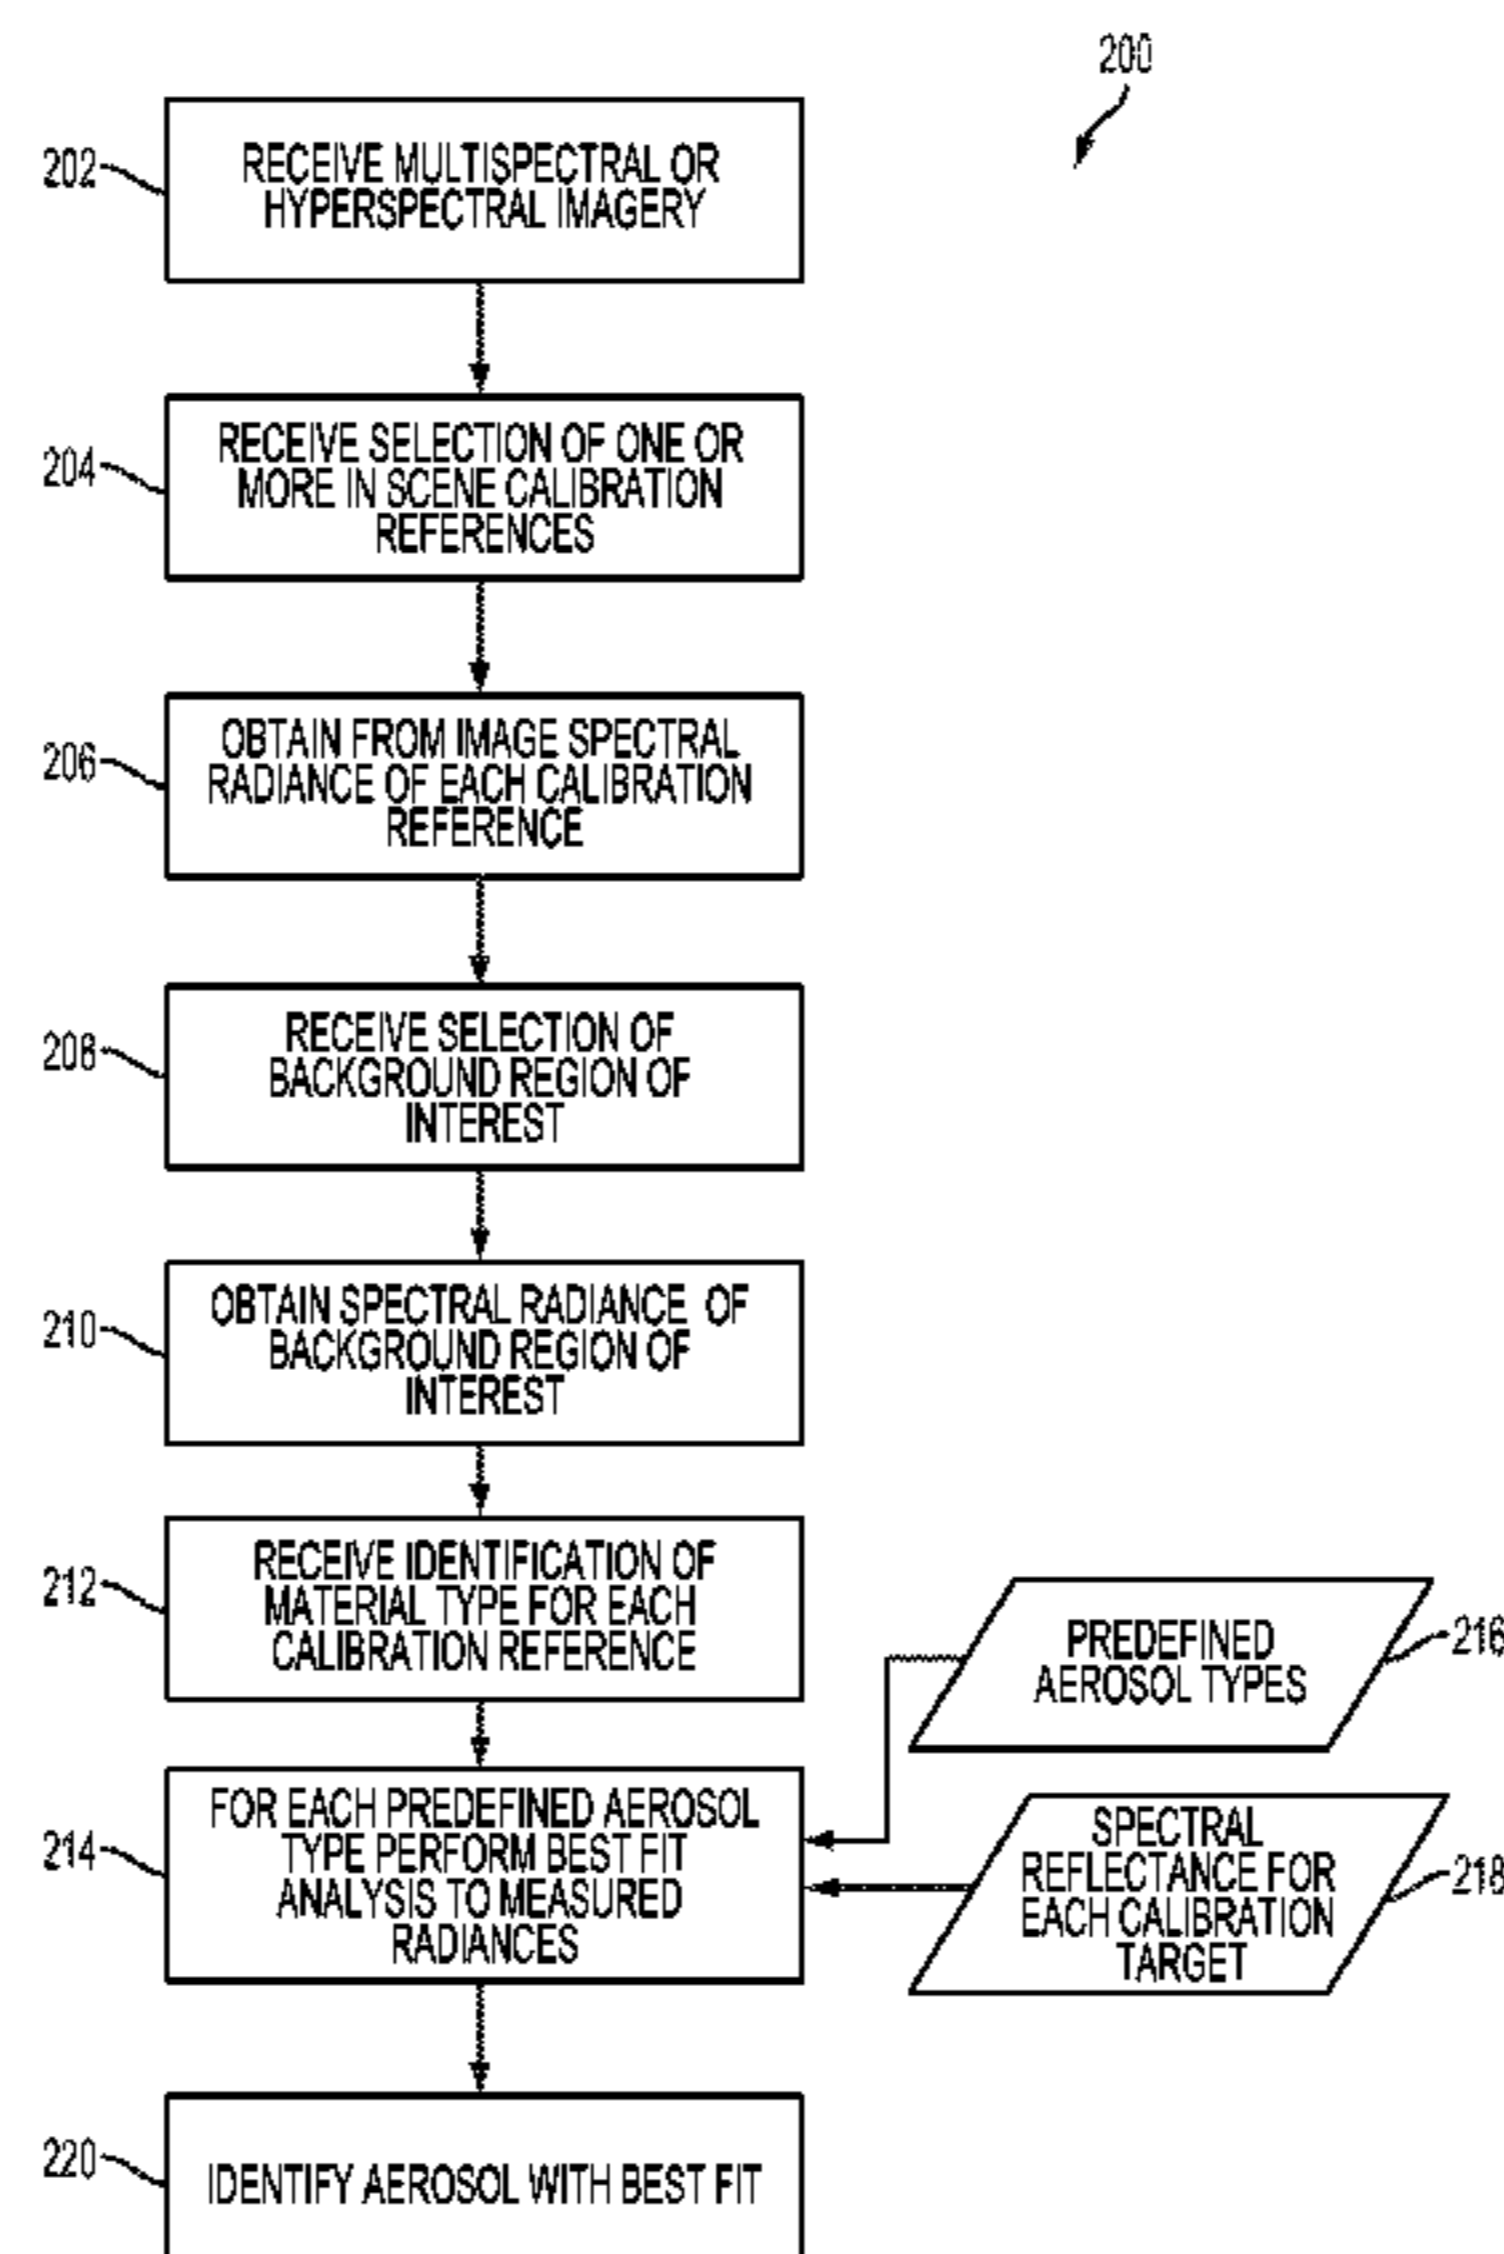 200
202
RECEIVE MULTISPECTRAL OR
HYPERSPECTRAL IMAGERY
204
RECEIVE SELECTION OF ONE OR
MORE IN SCENE CALIBRATION
REFERENCES
206
OBTAIN FROM IMAGE SPECTRAL
RADIANCE OF EACH CALIBRATION
REFERENCE
208
RECEIVE SELECTION OF
BACKGROUND REGION OF
INTEREST
210
OBTAIN SPECTRAL RADIANCE OF
BACKGROUND REGION OF
INTEREST
212
RECEIVE IDENTIFICATION OF
MATERIAL TYPE FOR EACH
CALIBRATION REFERENCE
PREDEFINED
AEROSOL TYPES
216
214
FOR EACH PREDEFINED AEROSOL
TYPE PERFORM BEST FIT
ANALYSIS TO MEASURED
RADIANCES
SPECTRAL
REFLECTANCE FOR
EACH CALIBRATION
TARGET
218
220
IDENTIFY AEROSOL WITH BEST FIT